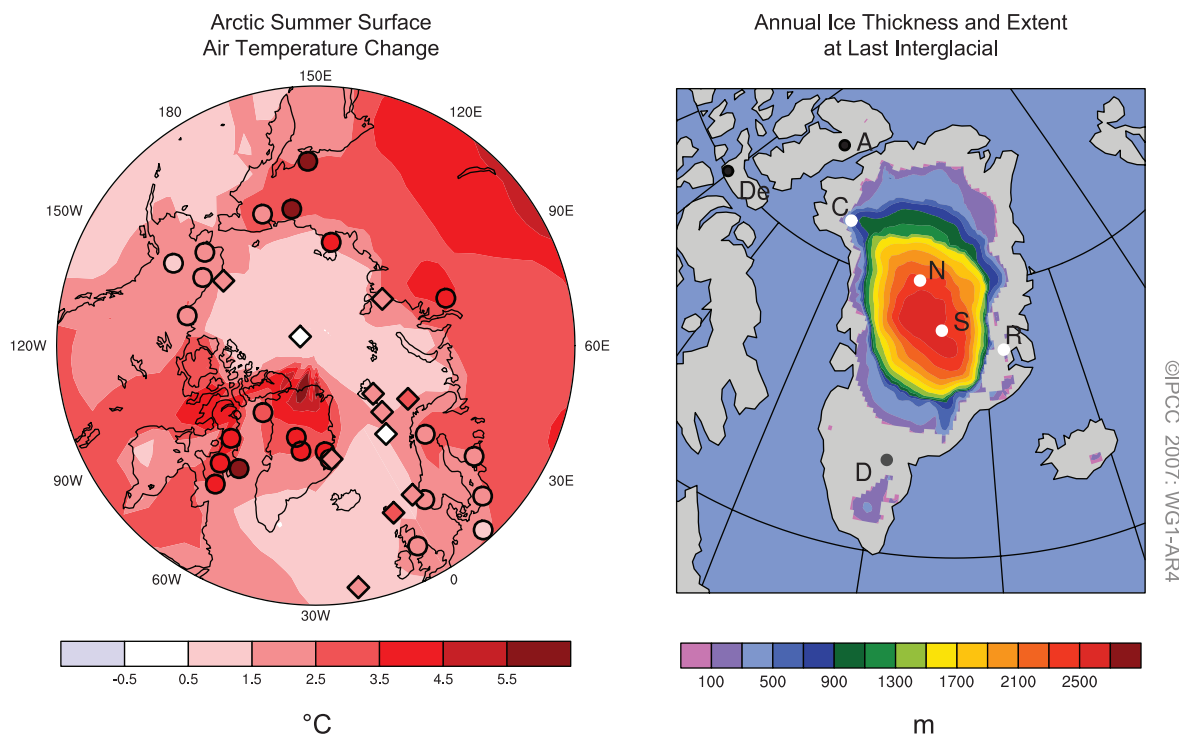 Arctic Summer Surface
Air Temperature Change
150E
180
120E
150W
90E
120W
60E
90W
30E
60W
0
30W
-0.5 0.5 1.5 2.5 3.5 4.5 5.5
°C
Annual Ice Thickness and Extent
at Last Interglacial
A
De
C
N
S
R
D
100 500 900 1300 1700 2100 2500
m
©IPCC 2007: WG1-AR4